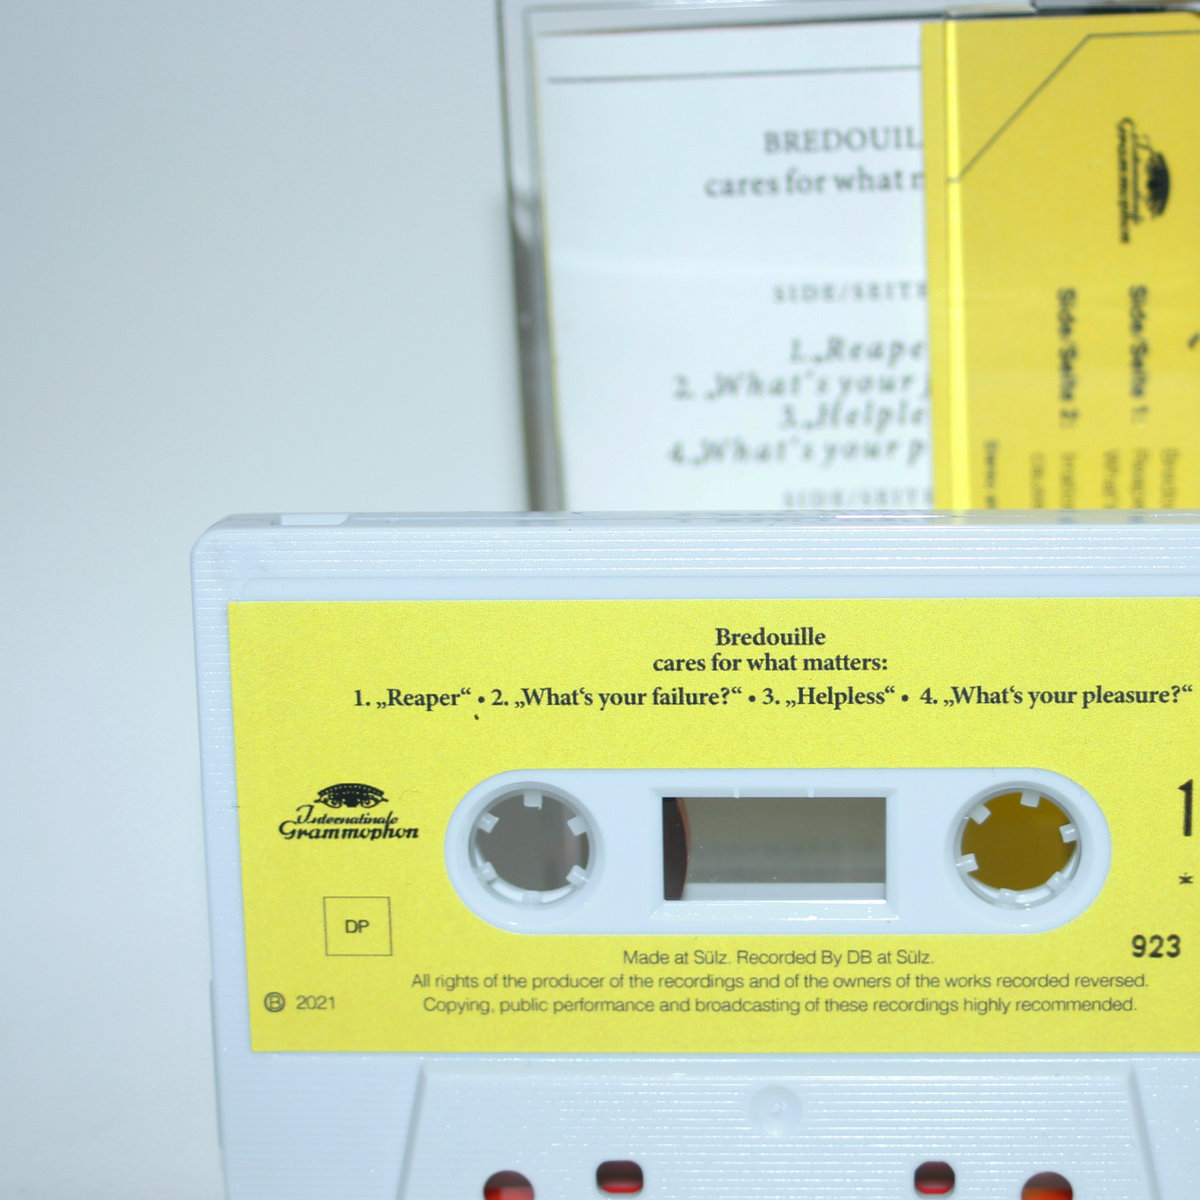 BREDOUIL
cares for what
SIDE/SEITE
1. „Reape
2. „What's your
3. „Helple
4. „What's your p
SIDE/SEITE
Internatinale
Grammophon
Side/Seite 1:
Side/Seite 2:
Bredouille
cares for what matters:
1. „Reaper“ • 2. „What‘s your failure?“ • 3. „Helpless“ • 4. „What‘s your pleasure?“
Internatinale
Grammophon
1
*
DP
923
Made at Sülz. Recorded By DB at Sülz.
All rights of the producer of the recordings and of the owners of the works recorded reversed.
Ⓑ 2021
Copying, public performance and broadcasting of these recordings highly recommended.